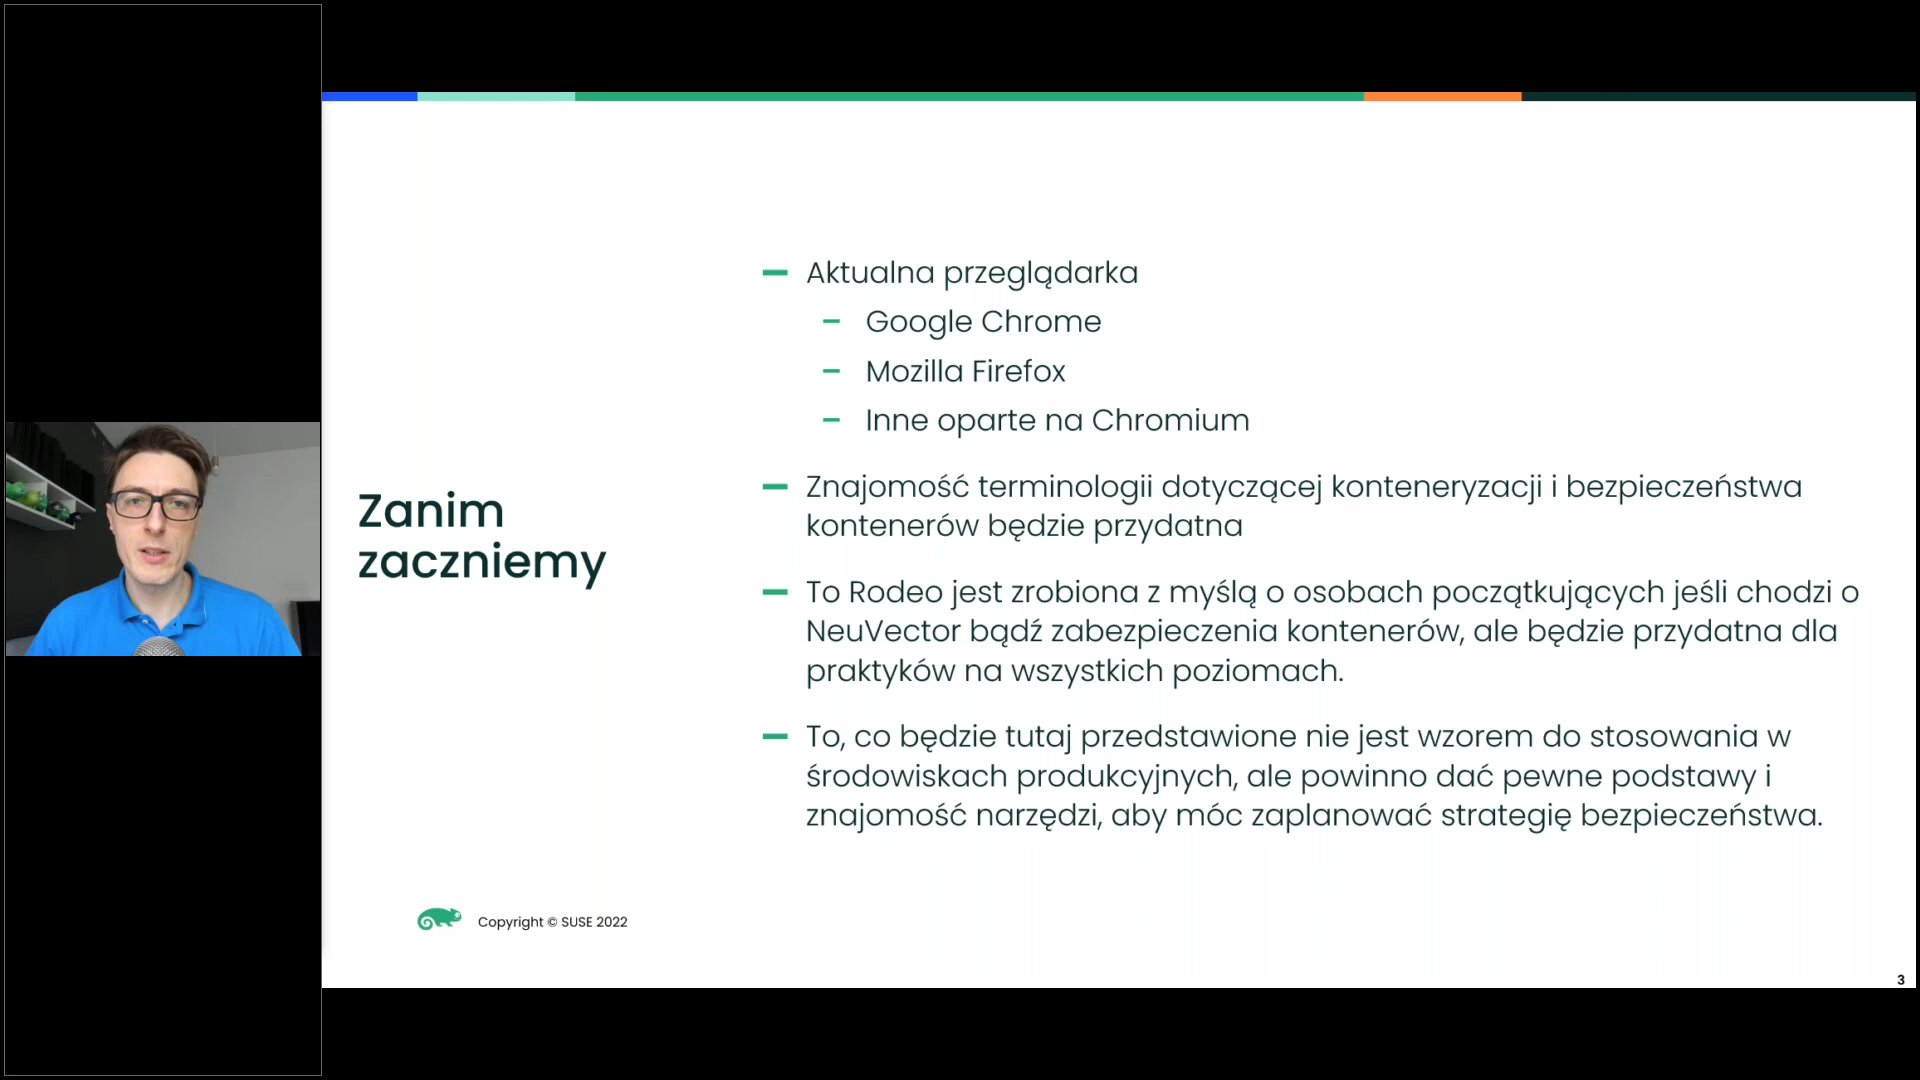 Zanim
zaczniemy
Aktualna przeglądarka
Google Chrome
Mozilla Firefox
Inne oparte na Chromium
Znajomość terminologii dotyczącej konteneryzacji i bezpieczeństwa
kontenerów będzie przydatna
To Rodeo jest zrobiona z myślą o osobach początkujących jeśli chodzi o
NeuVector bądź zabezpieczenia kontenerów, ale będzie przydatna dla
praktyków na wszystkich poziomach.
To, co będzie tutaj przedstawione nie jest wzorem do stosowania w
środowiskach produkcyjnych, ale powinno dać pewne podstawy i
znajomość narzędzi, aby móc zaplanować strategię bezpieczeństwa.
Copyright © SUSE 2022
3